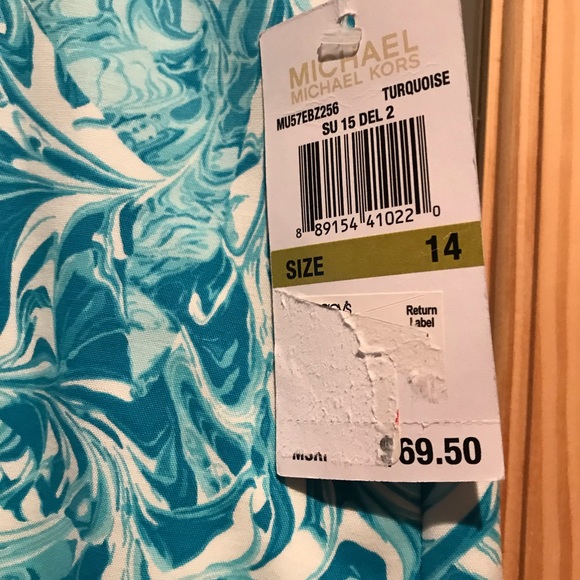 MICHAEL
MICHAEL KORS
MU57EBZ256 TURQUOISE
SU 15 DEL 2
8 89154 41022 0
SIZE 14
Return
Label
$69.50